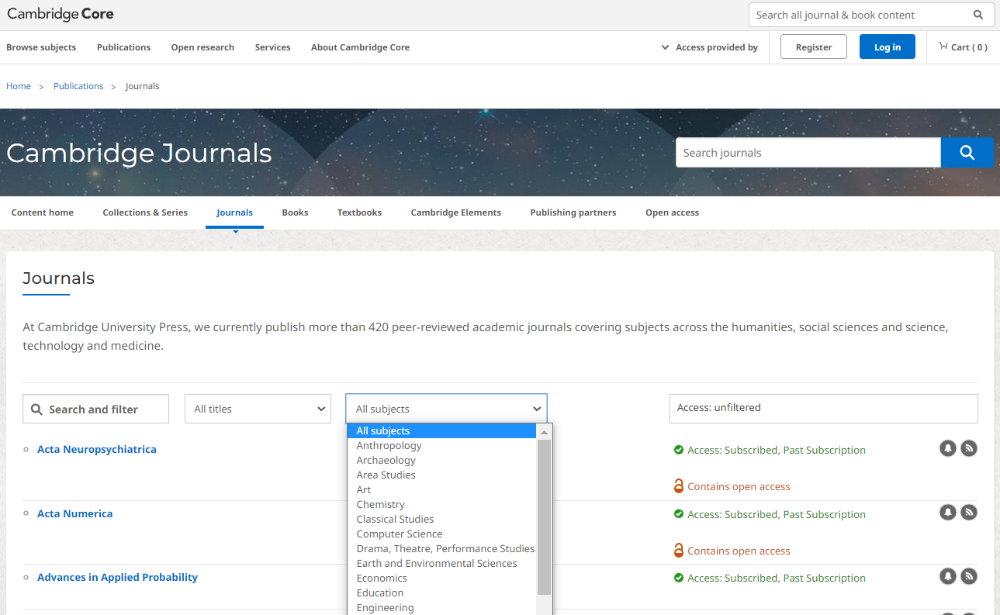 Cambridge Core
Search all journal & book content
Browse subjects
Publications
Open research
Services
About Cambridge Core
Access provided by
Register
Log in
Cart ( 0 )
Home > Publications > Journals
Cambridge Journals
Search journals
Content home
Collections & Series
Journals
Books
Textbooks
Cambridge Elements
Publishing partners
Open access
Journals
At Cambridge University Press, we currently publish more than 420 peer-reviewed academic journals covering subjects across the humanities, social sciences and science,
technology and medicine.
Search and filter
All titles
All subjects
Access: unfiltered
All subjects
Anthropology
Archaeology
Area Studies
Art
Chemistry
Classical Studies
Computer Science
Drama, Theatre, Performance Studies
Earth and Environmental Sciences
Economics
Education
Engineering
Acta Neuropsychiatrica
Access: Subscribed, Past Subscription
Contains open access
Acta Numerica
Access: Subscribed, Past Subscription
Contains open access
Advances in Applied Probability
Access: Subscribed, Past Subscription